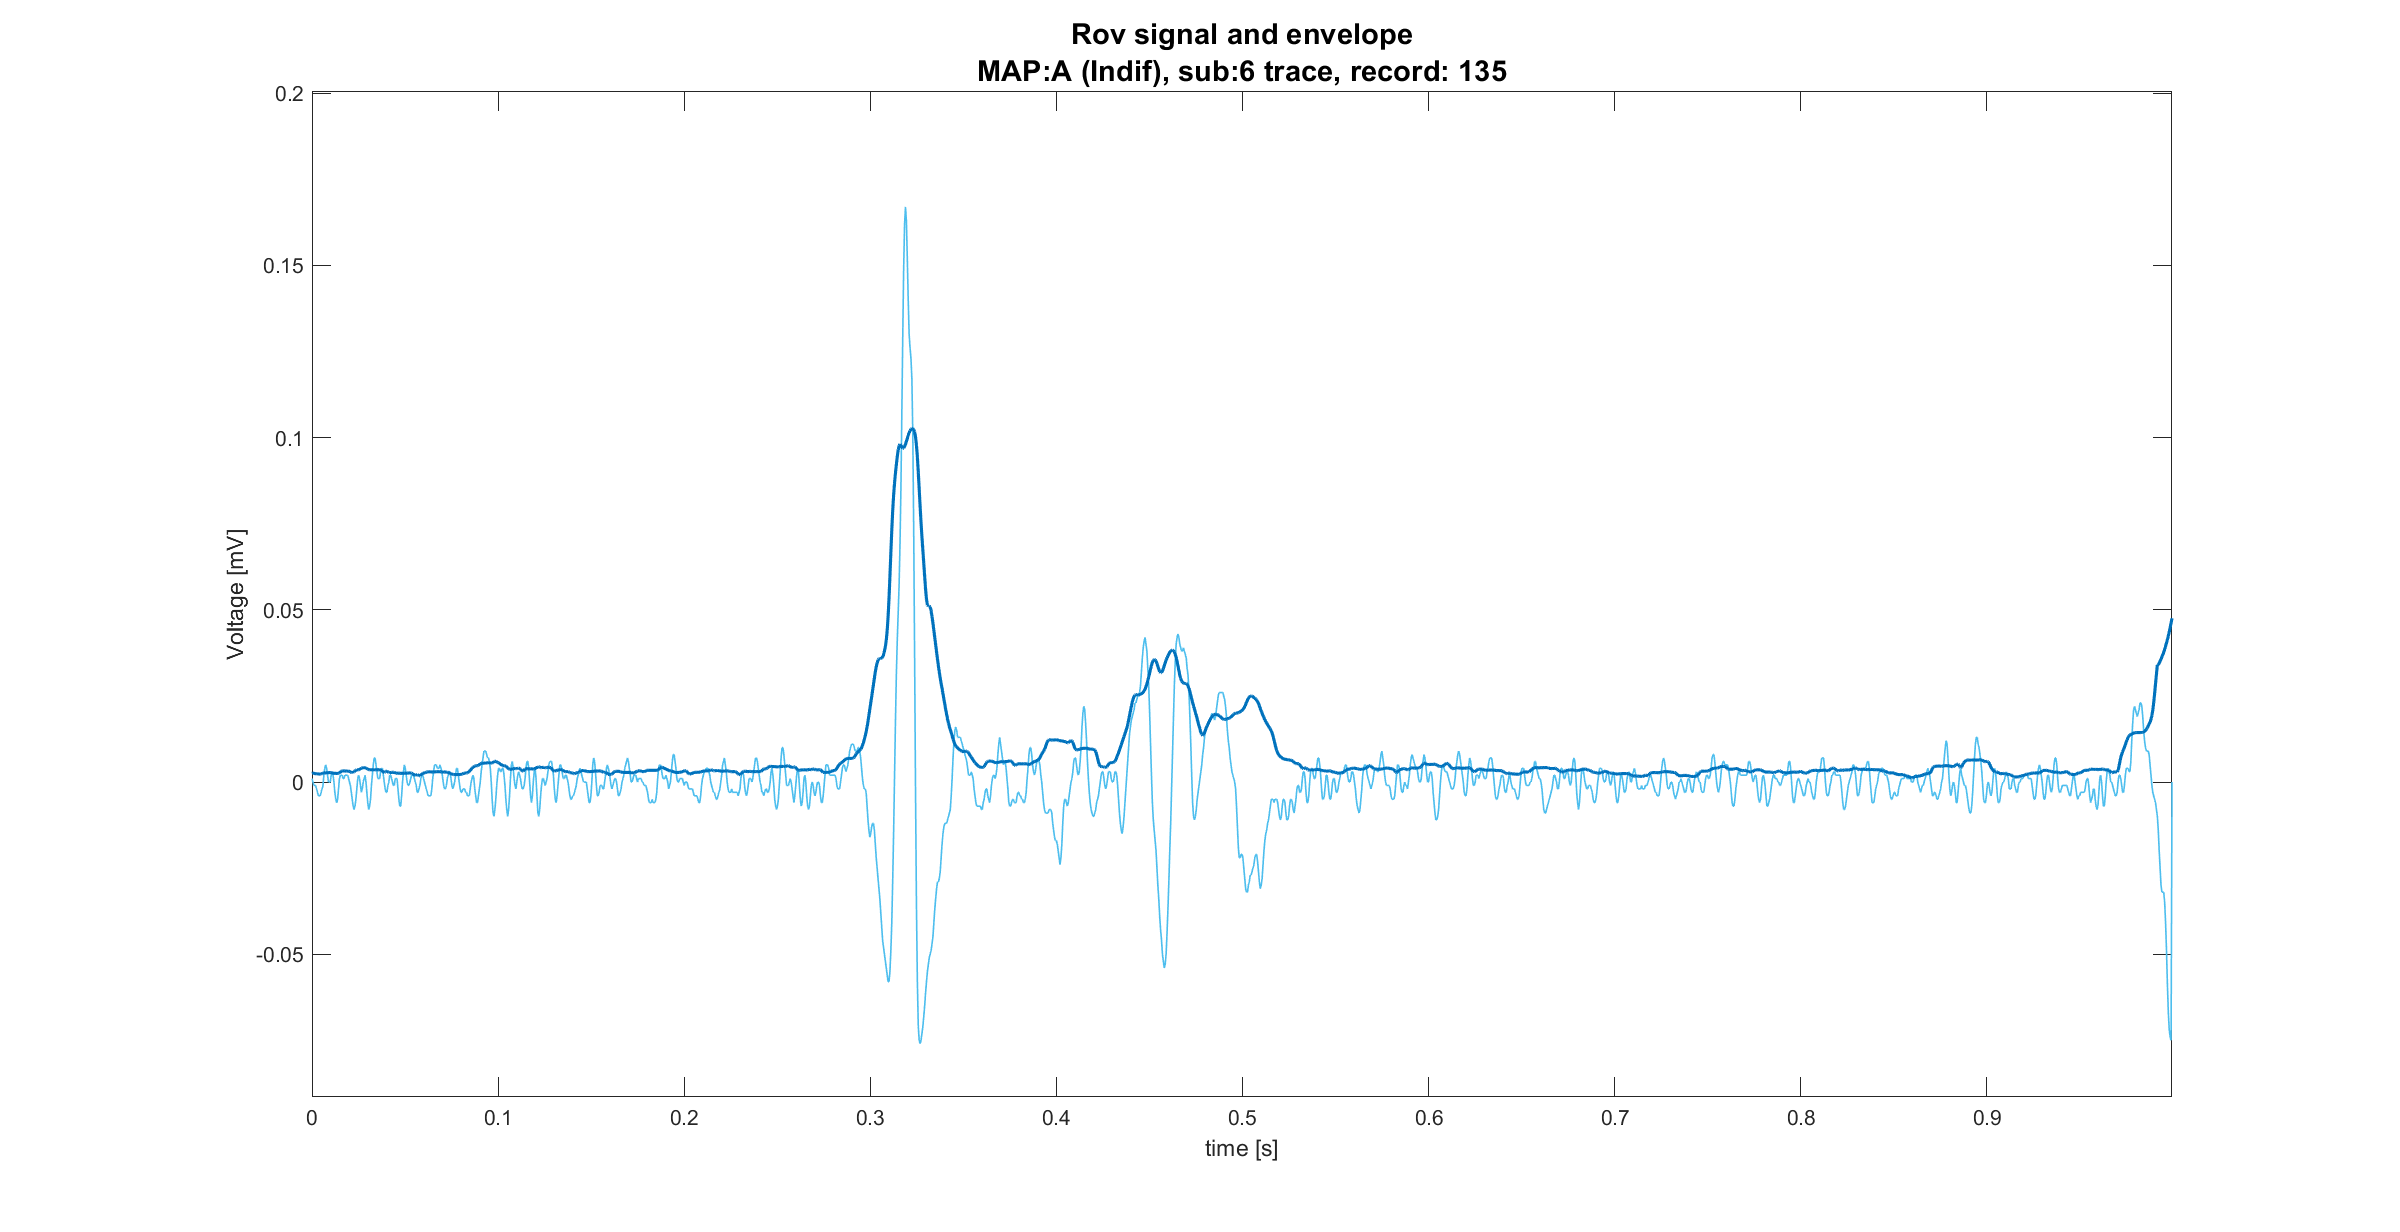 Rov signal and envelope
MAP:A (Indif), sub:6 trace, record: 135
0.2
0.15
0.1
0.05
0
-0.05
Voltage [mV]
0 0.1 0.2 0.3 0.4 0.5 0.6 0.7 0.8 0.9
time [s]